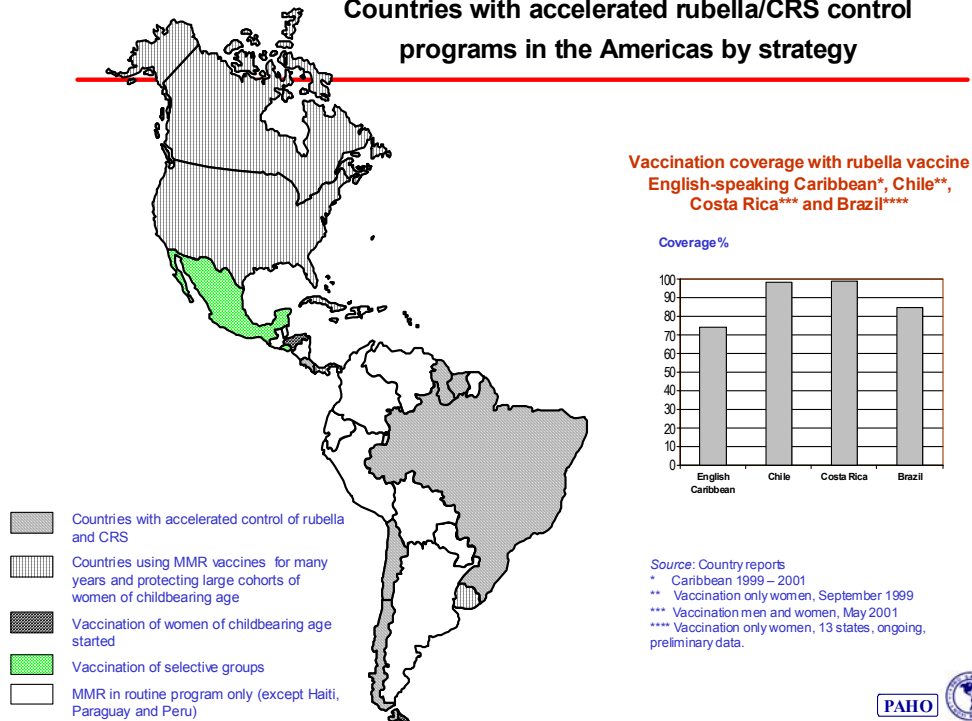 Countries with accelerated rubella/CRS control
programs in the Americas by strategy
Vaccination coverage with rubella vaccine
English-speaking Caribbean*, Chile**,
Costa Rica*** and Brazil****
Coverage%
100
90
80
70
60
50
40
30
20
10
0
English
Caribbean
Chile
Costa Rica
Brazil
Countries with accelerated control of rubella
and CRS
Countries using MMR vaccines for many
years and protecting large cohorts of
women of childbearing age
Vaccination of women of childbearing age
started
Vaccination of selective groups
MMR in routine program only (except Haiti,
Paraguay and Peru)
Source: Country reports
* Caribbean 1999 – 2001
** Vaccination only women, September 1999
*** Vaccination men and women, May 2001
**** Vaccination only women, 13 states, ongoing,
preliminary data.
PAHO